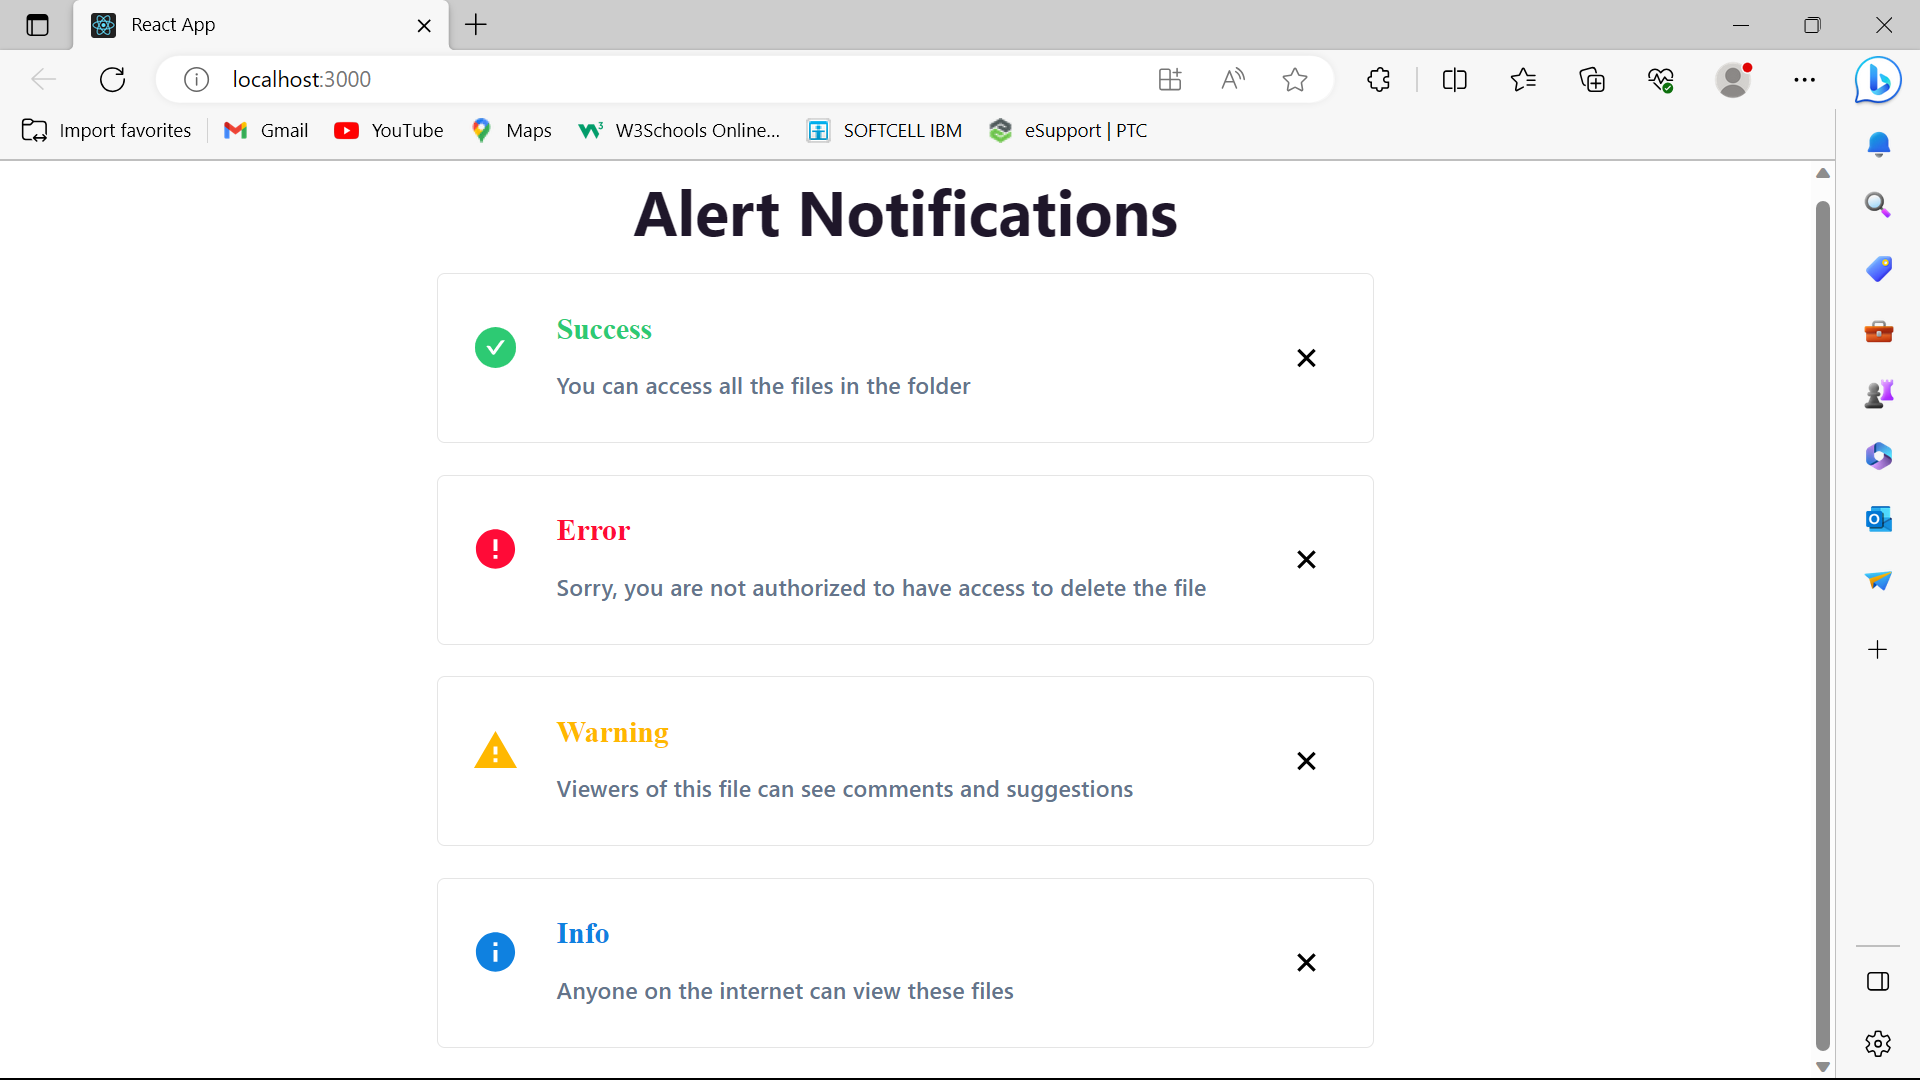 React App
localhost:3000
Import favorites
Gmail
YouTube
Maps
W3Schools Online...
SOFTCELL IBM
eSupport | PTC
Alert Notifications
Success
You can access all the files in the folder
Error
Sorry, you are not authorized to have access to delete the file
Warning
Viewers of this file can see comments and suggestions
Info
Anyone on the internet can view these files